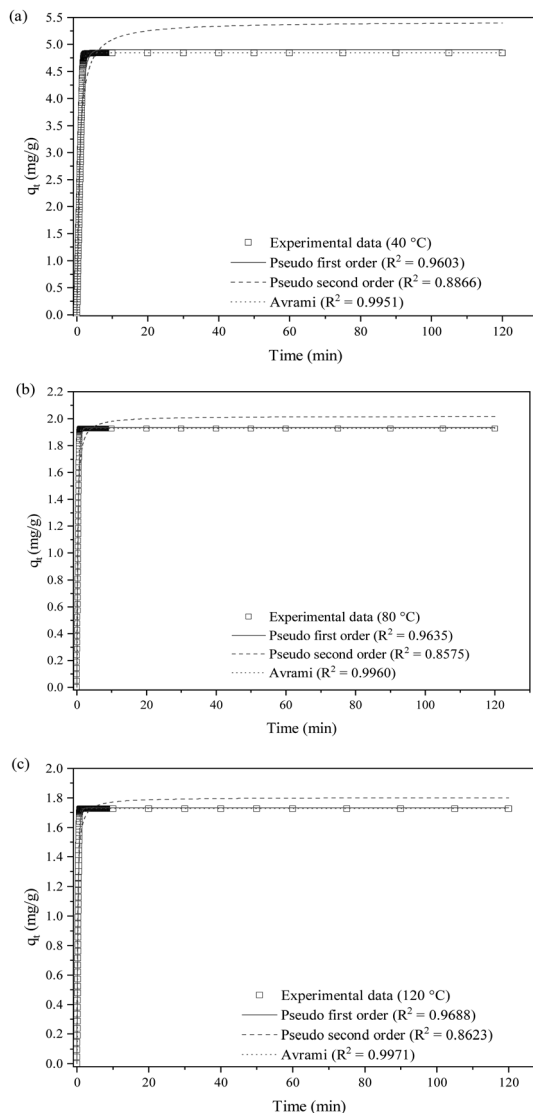 (a)
5.5
5.0
4.5
4.0
3.5
3.0
2.5
2.0
1.5
1.0
0.5
0.0
q_t (mg/g)
Experimental data (40 °C)
Pseudo first order (R² = 0.9603)
Pseudo second order (R² = 0.8866)
Avrami (R² = 0.9951)
0 20 40 60 80 100 120
Time (min)
(b)
2.2
2.0
1.8
1.6
1.4
1.2
1.0
0.8
0.6
0.4
0.2
0.0
q_t (mg/g)
Experimental data (80 °C)
Pseudo first order (R² = 0.9635)
Pseudo second order (R² = 0.8575)
Avrami (R² = 0.9960)
0 20 40 60 80 100 120
Time (min)
(c)
2.0
1.8
1.6
1.4
1.2
1.0
0.8
0.6
0.4
0.2
0.0
q_t (mg/g)
Experimental data (120 °C)
Pseudo first order (R² = 0.9688)
Pseudo second order (R² = 0.8623)
Avrami (R² = 0.9971)
0 20 40 60 80 100 120
Time (min)